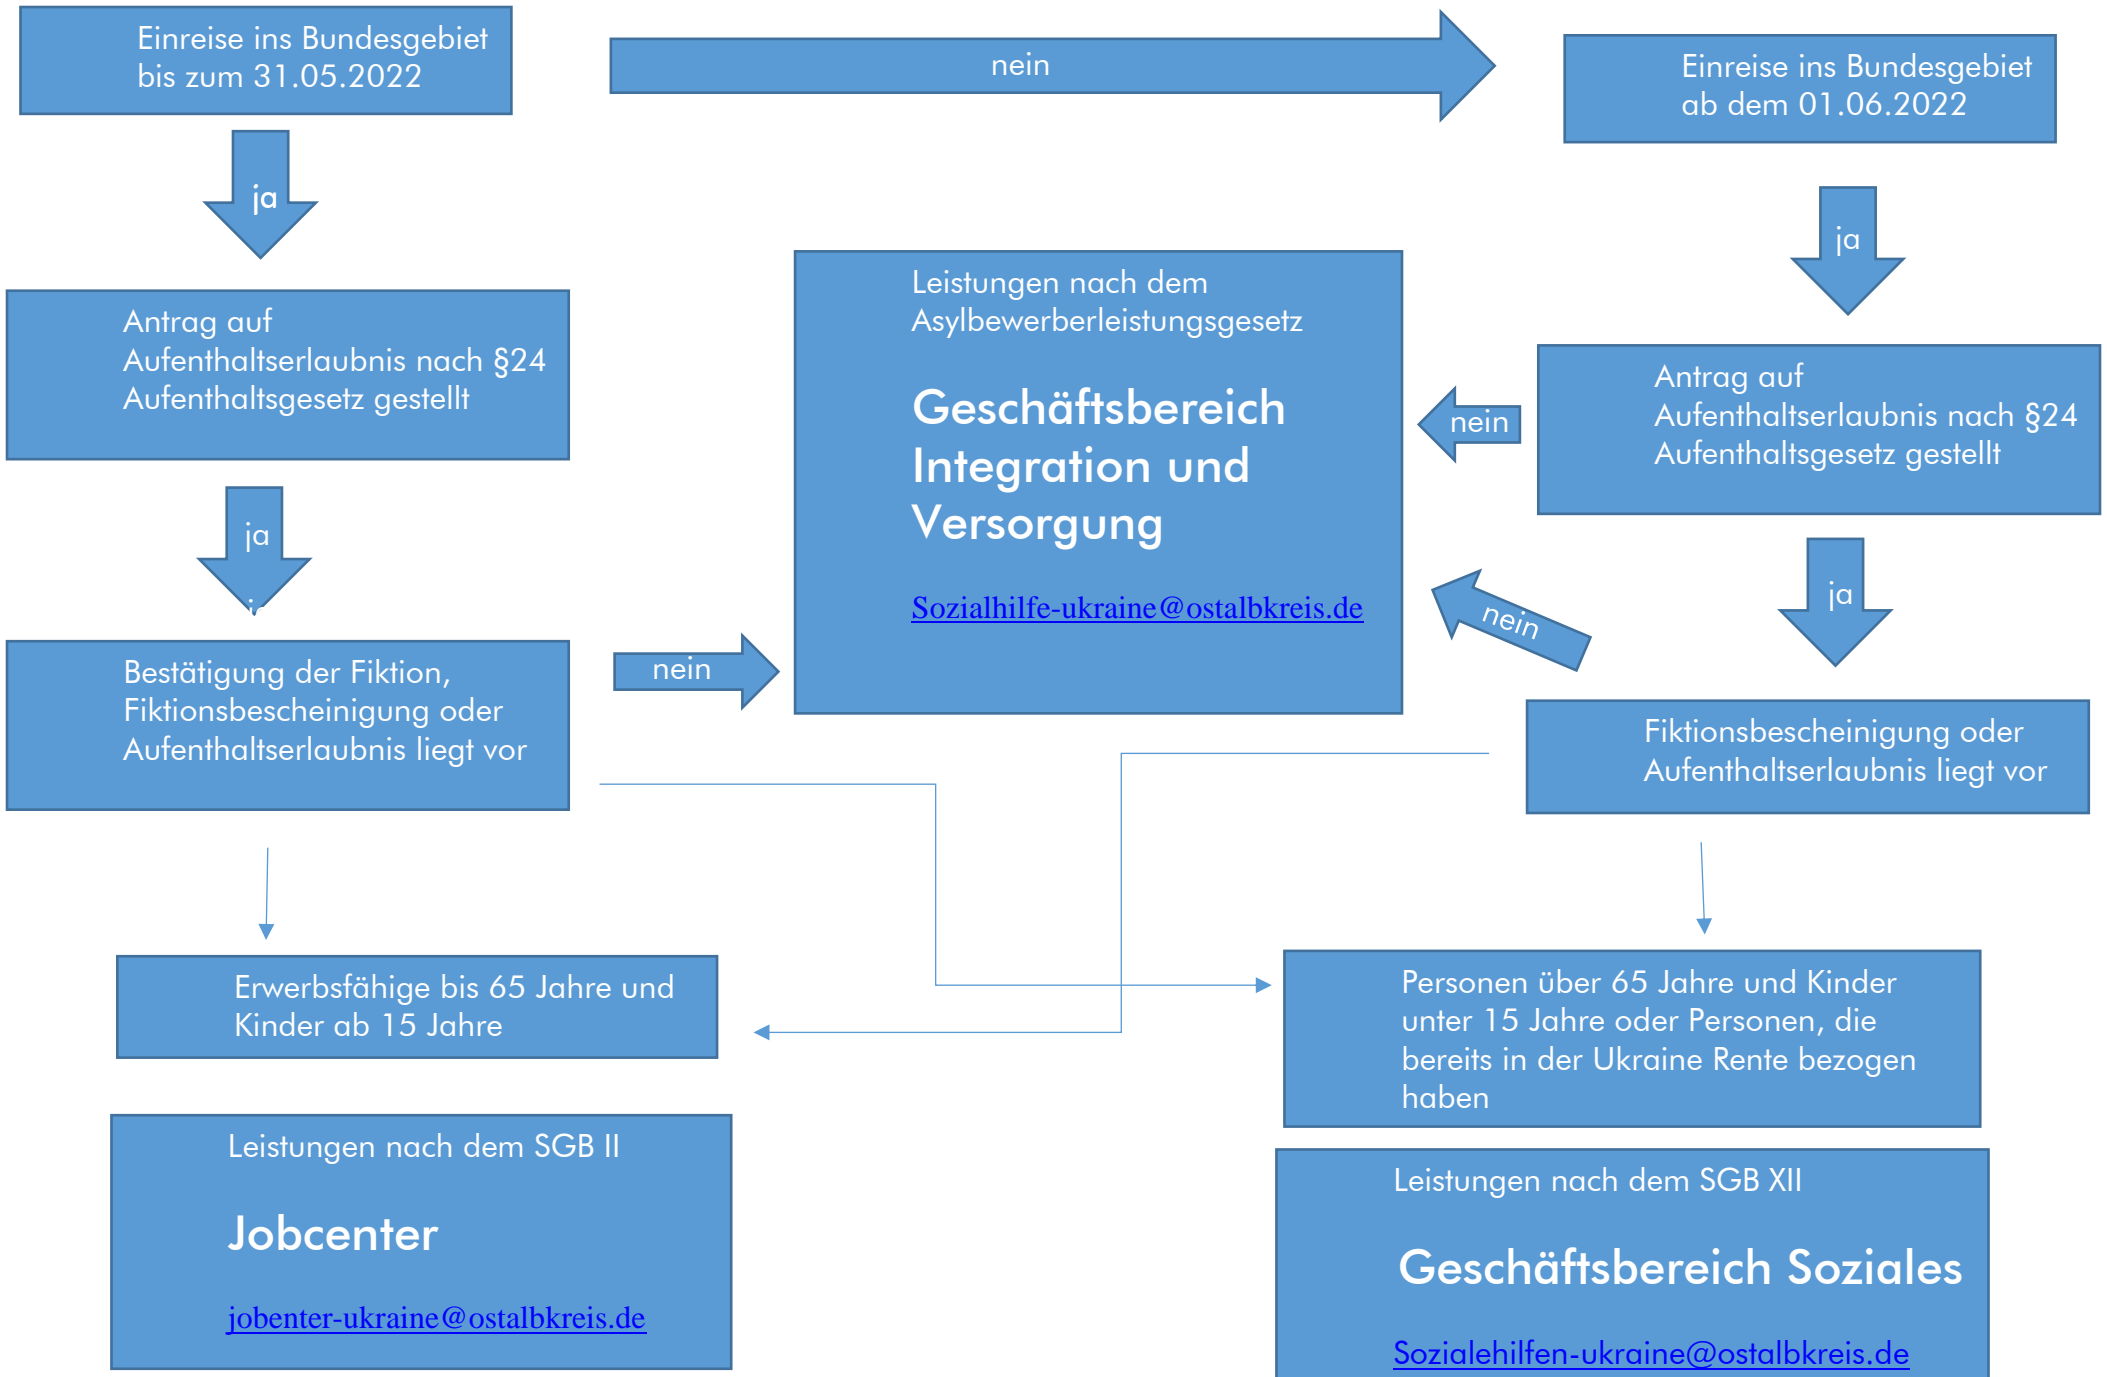 Einreise ins Bundesgebiet
bis zum 31.05.2022
nein
Einreise ins Bundesgebiet
ab dem 01.06.2022
ja
ja
Antrag auf
Aufenthaltserlaubnis nach §24
Aufenthaltsgesetz gestellt
Leistungen nach dem
Asylbewerberleistungsgesetz
Geschäftsbereich
Integration und
Versorgung
Sozialhilfe-ukraine@ostalbkreis.de
nein
Antrag auf
Aufenthaltserlaubnis nach §24
Aufenthaltsgesetz gestellt
ja
ja
nein
Bestätigung der Fiktion,
Fiktionsbescheinigung oder
Aufenthaltserlaubnis liegt vor
nein
Fiktionsbescheinigung oder
Aufenthaltserlaubnis liegt vor
Erwerbsfähige bis 65 Jahre und
Kinder ab 15 Jahre
Personen über 65 Jahre und Kinder
unter 15 Jahre oder Personen, die
bereits in der Ukraine Rente bezogen
haben
Leistungen nach dem SGB II
Jobcenter
jobenter-ukraine@ostalbkreis.de
Leistungen nach dem SGB XII
Geschäftsbereich Soziales
Sozialehilfen-ukraine@ostalbkreis.de